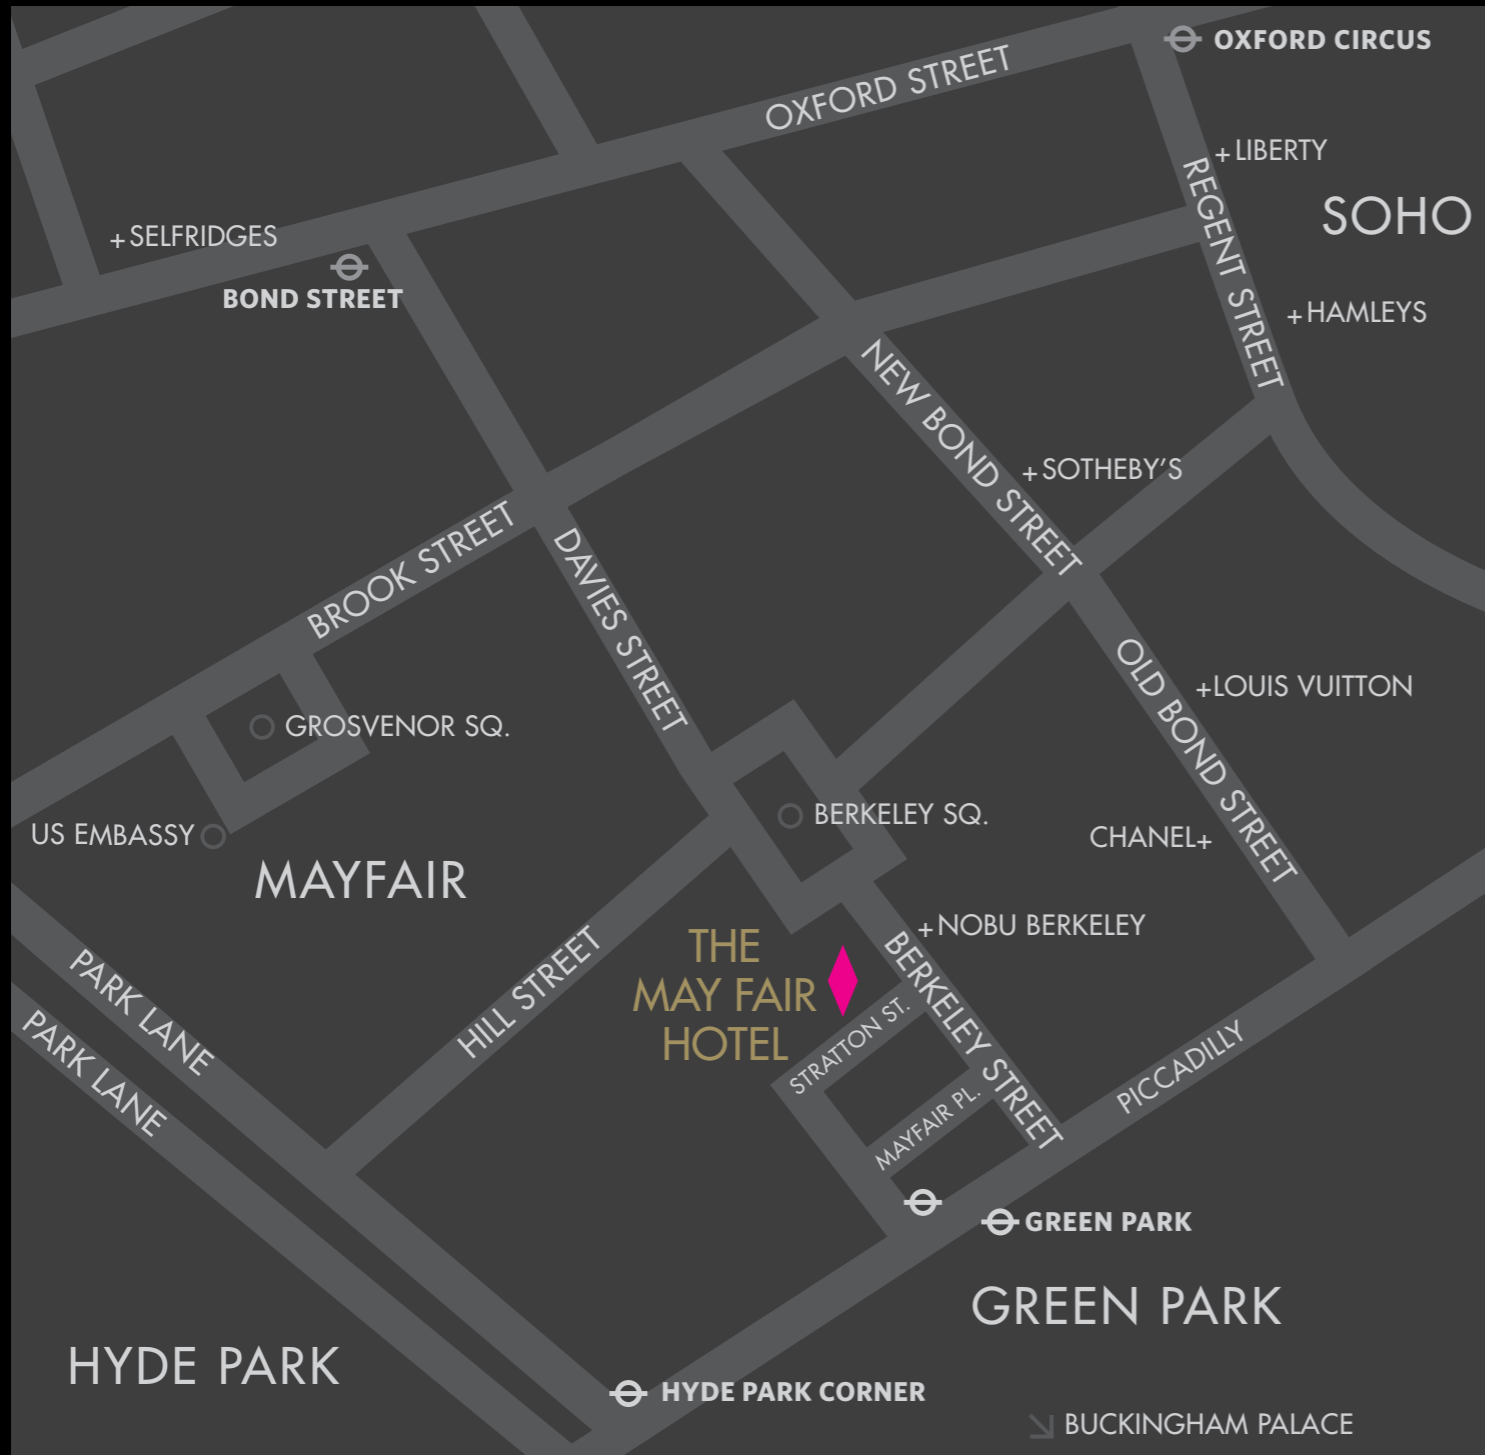 OXFORD CIRCUS
OXFORD STREET
+LIBERTY
REGENT STREET
SOHO
+SELFRIDGES
BOND STREET
+HAMLEYS
NEW BOND STREET
+SOTHEBY'S
BROOK STREET
DAVIES STREET
OLD BOND STREET
+LOUIS VUITTON
GROSVENOR SQ.
BERKELEY SQ.
US EMBASSY
CHANEL+
MAYFAIR
+NOBU BERKELEY
THE
MAY FAIR
HOTEL
BERKELEY STREET
HILL STREET
PARK LANE
PARK LANE
STRATTON ST.
MAYFAIR PL.
PICCADILLY
GREEN PARK
GREEN PARK
HYDE PARK
HYDE PARK CORNER
BUCKINGHAM PALACE